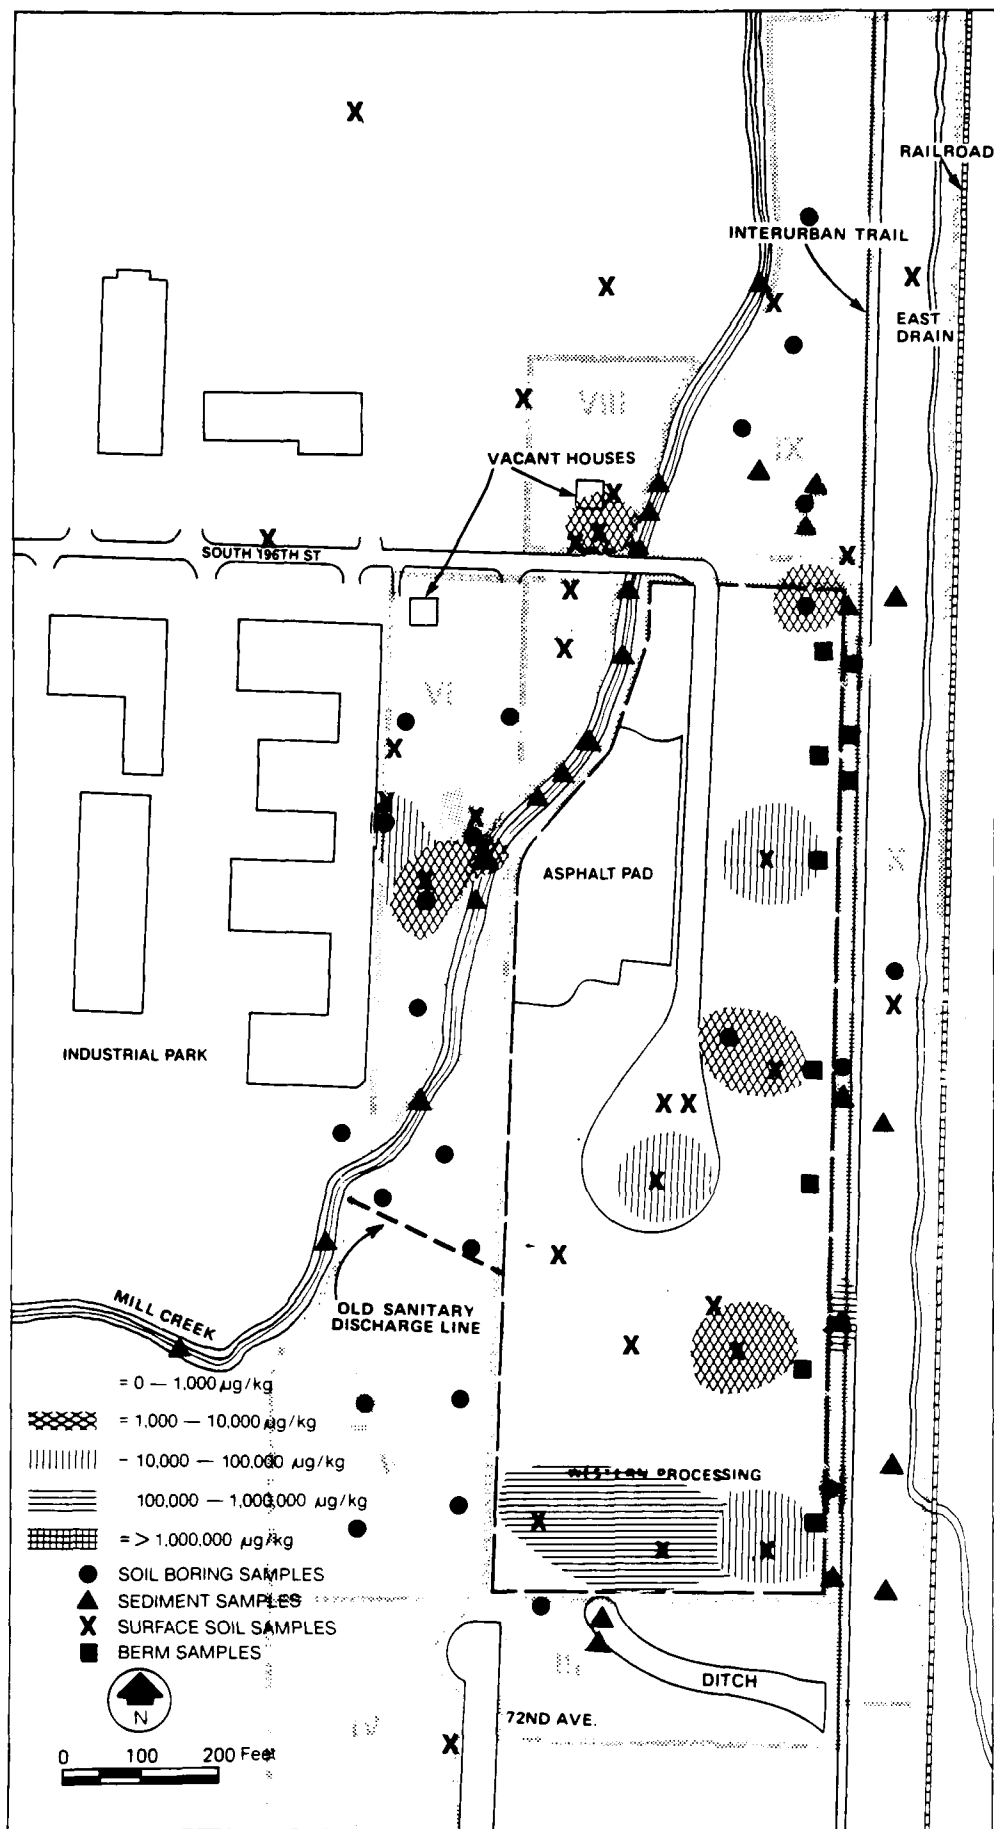 RAILROAD
INTERURBAN TRAIL
EAST
DRAIN
VIII
IX
VACANT HOUSES
SOUTH 196TH ST
VI
X
ASPHALT PAD
INDUSTRIAL PARK
MILL CREEK
OLD SANITARY
DISCHARGE LINE
= 0 — 1,000 µg/kg
= 1,000 — 10,000 µg/kg
- 10,000 — 100,000 µg/kg
100,000 — 1,000,000 µg/kg
= > 1,000,000 µg/kg
V
WESTERN PROCESSING
SOIL BORING SAMPLES
SEDIMENT SAMPLES
X SURFACE SOIL SAMPLES
BERM SAMPLES
DITCH
N
IV
72ND AVE.
0 100 200 Feet